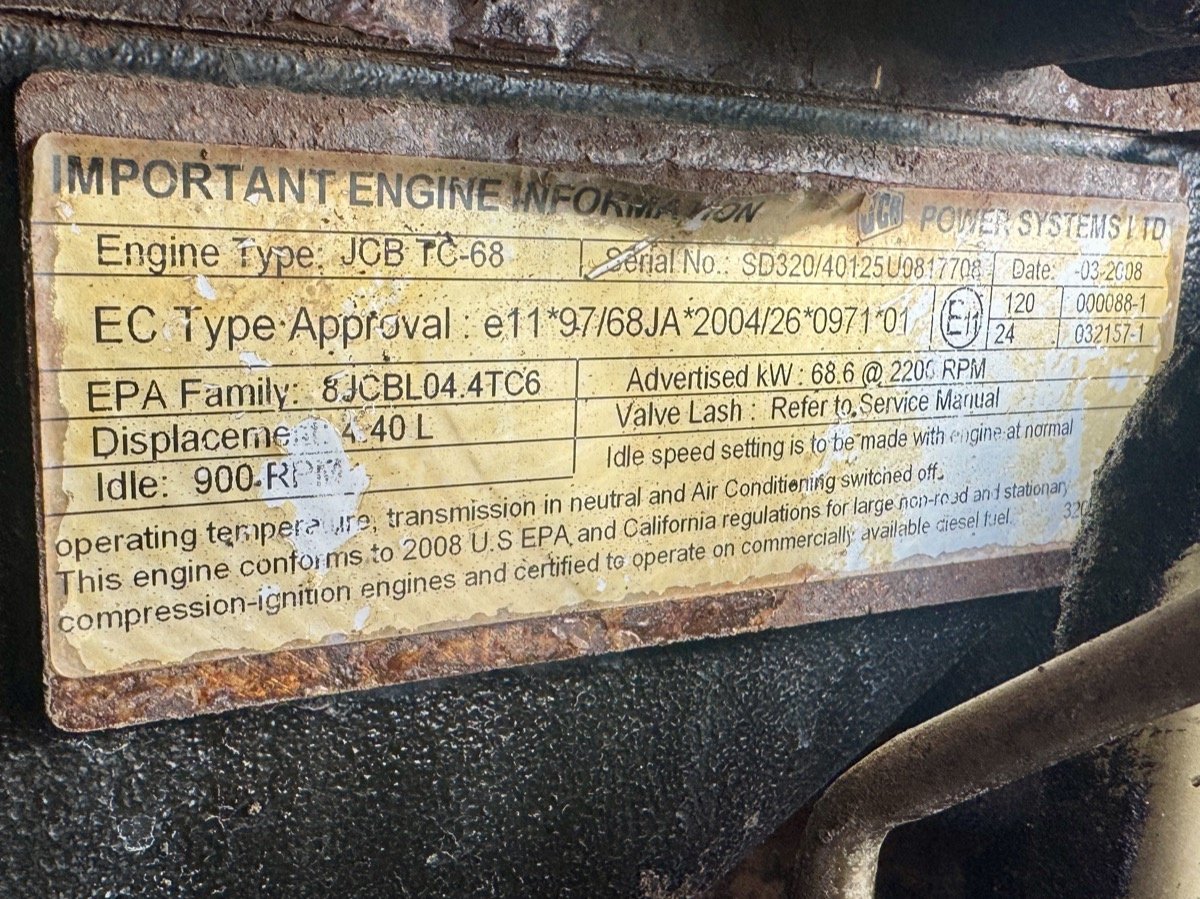 IMPORTANT ENGINE INFORMATION JCB POWER SYSTEMS LTD
Engine Type: JCB TC-68 Serial No.: SD320/40125U0817708 Date: -03-2008
EC Type Approval : e11*97/68JA*2004/26*0971*01 E11 120 000088-1
24 032157-1
EPA Family: 8JCBL04.4TC6 Advertised kW : 68.6 @ 2200 RPM
Displacement 4.40 L Valve Lash : Refer to Service Manual
Idle: 900 RPM Idle speed setting is to be made with engine at normal
operating temperature, transmission in neutral and Air Conditioning switched off.
This engine conforms to 2008 U.S EPA and California regulations for large non-road and stationary
compression-ignition engines and certified to operate on commercially available diesel fuel.